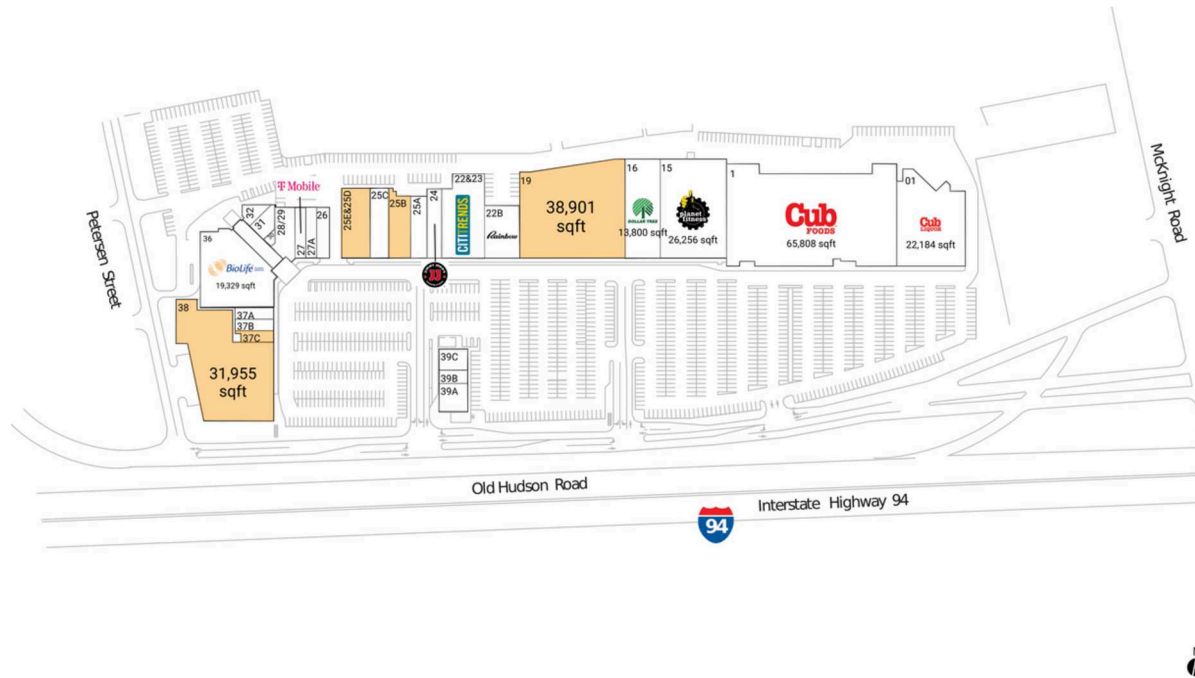 McKnight Road
Petersen Street
T Mobile
32
31
28/29
27
27A
26
25E&25D
25C
25B
25A
24
22&23
CITITRENDS
22B
Rainbow
19
38,901
sqft
16
DOLLAR TREE
13,800 sqft
15
planet
fitness
26,256 sqft
1
Cub
FOODS
65,808 sqft
01
Cub
LIQUOR
22,184 sqft
36
BioLife
19,329 sqft
37A
37B
37C
38
31,955
sqft
39C
39B
39A
Old Hudson Road
Interstate Highway 94
94